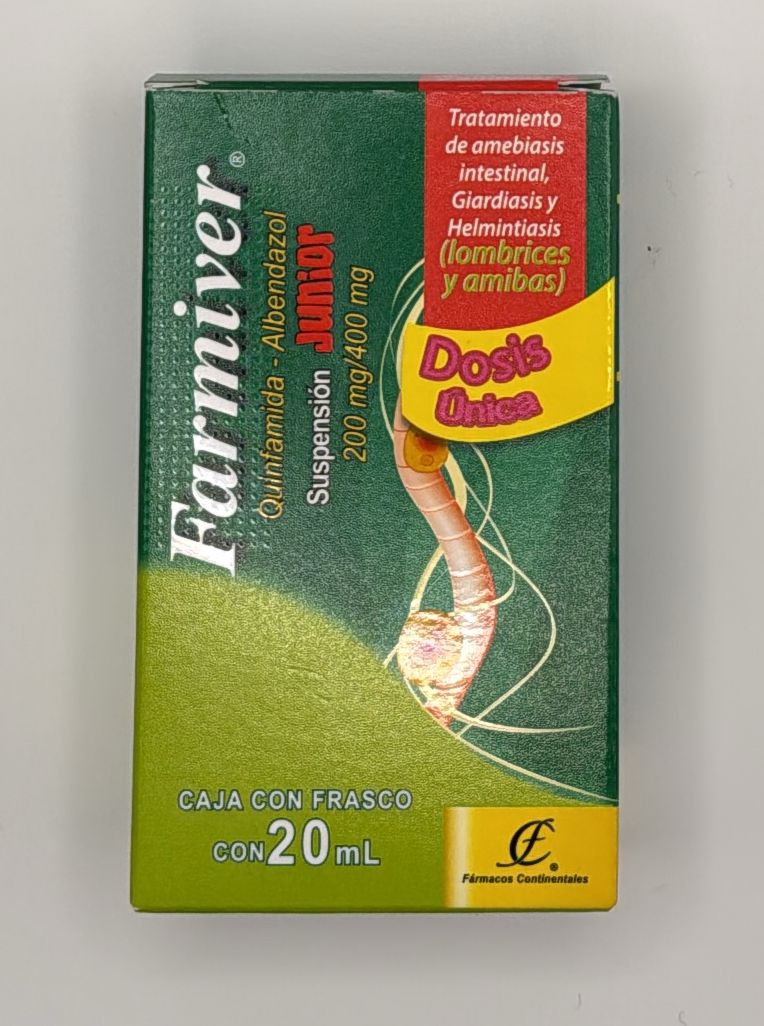 Tratamiento
de amebiasis
intestinal,
Giardiasis y
Helmintiasis
(lombrices
y amibas)
Dosis
Única
Farmiver®
Quinfamida - Albendazol
Suspensión JUNIOR
200 mg/400 mg
CAJA CON FRASCO
CON 20 mL
CF®
Fármacos Continentales